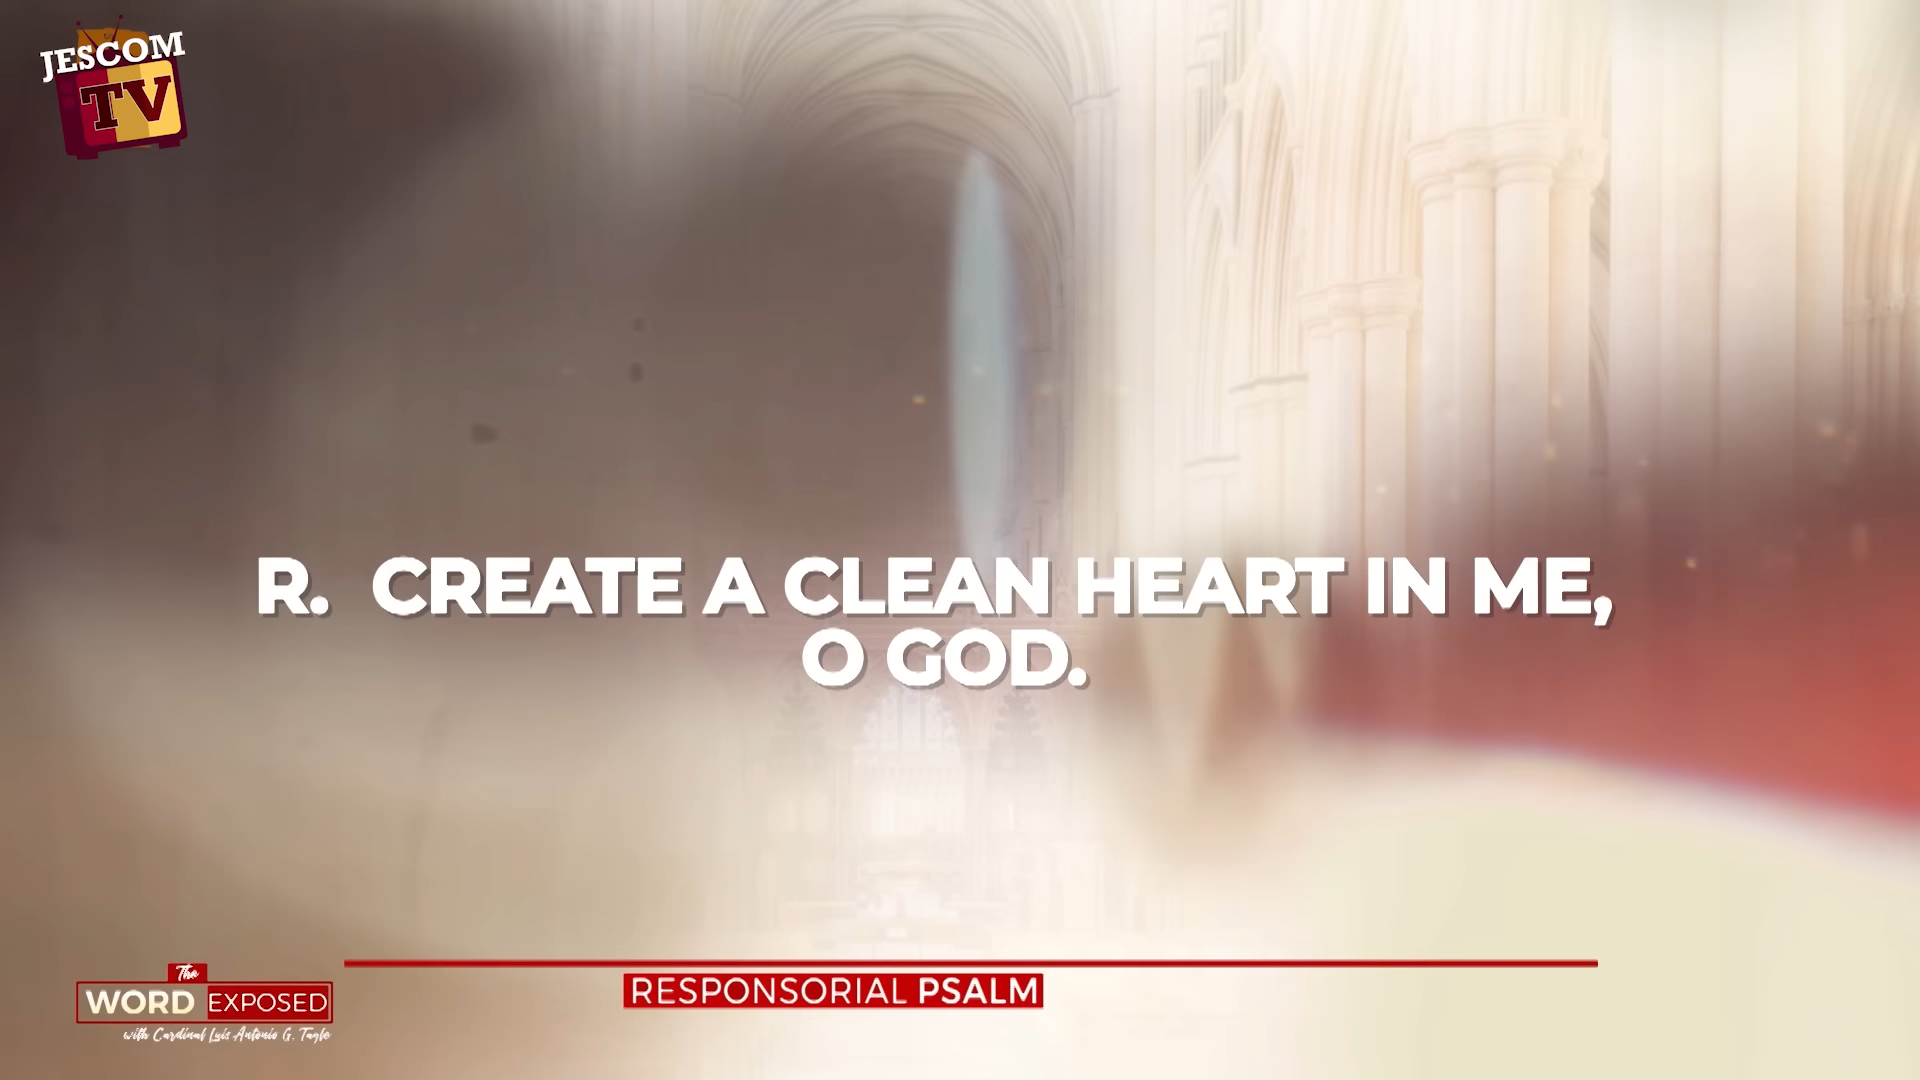 JESCOM
TV
R. CREATE A CLEAN HEART IN ME,
O GOD.
The
WORD EXPOSED
with Cardinal Luis Antonio G. Tagle
RESPONSORIAL PSALM